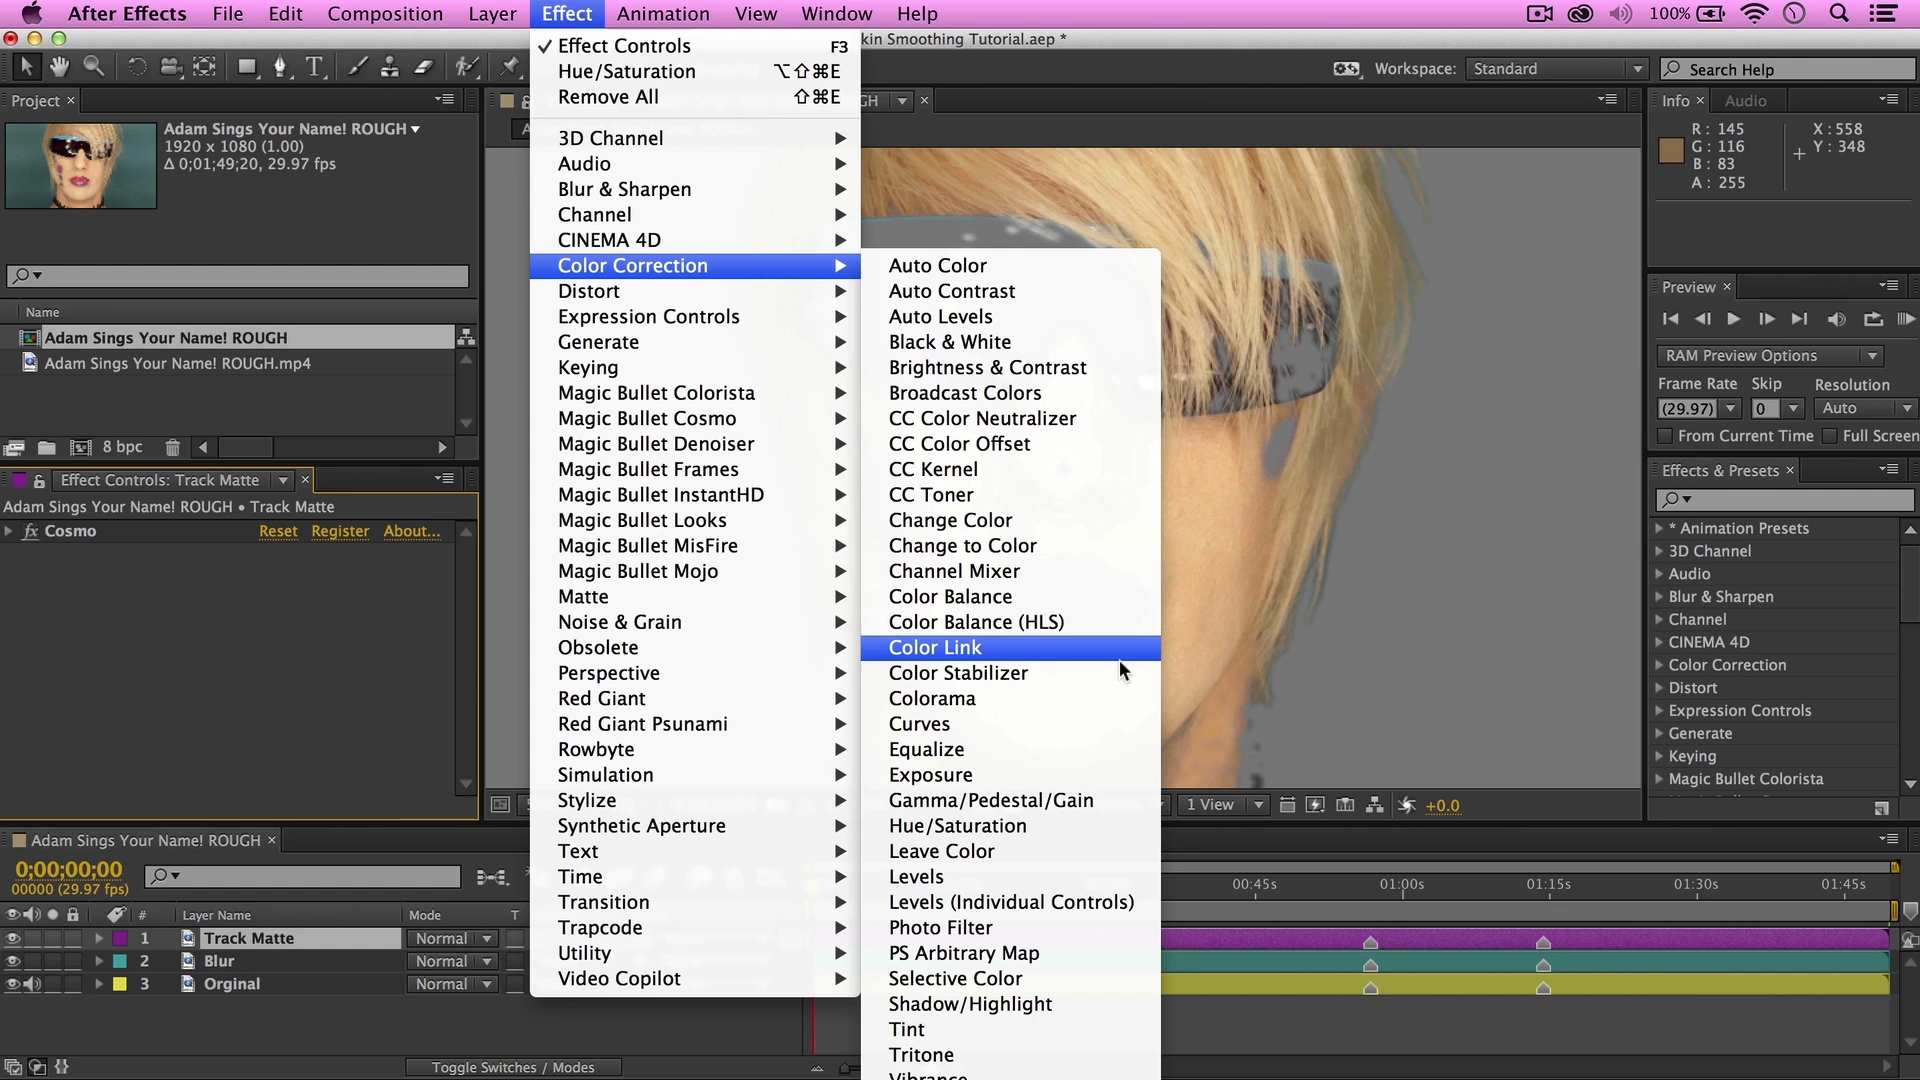 After Effects File Edit Composition Layer Effect Animation View Window Help 100%
kin Smoothing Tutorial.aep *
Workspace: Standard Search Help
Project ×
Adam Sings Your Name! ROUGH
1920 x 1080 (1.00)
Δ 0;01;49;20, 29.97 fps
Name
Adam Sings Your Name! ROUGH
Adam Sings Your Name! ROUGH.mp4
8 bpc
Effect Controls: Track Matte ×
Adam Sings Your Name! ROUGH • Track Matte
fx Cosmo Reset Register About...
Effect Controls F3
Hue/Saturation ⌥⇧⌘E
Remove All ⇧⌘E
3D Channel
Audio
Blur & Sharpen
Channel
CINEMA 4D
Color Correction
Distort
Expression Controls
Generate
Keying
Magic Bullet Colorista
Magic Bullet Cosmo
Magic Bullet Denoiser
Magic Bullet Frames
Magic Bullet InstantHD
Magic Bullet Looks
Magic Bullet MisFire
Magic Bullet Mojo
Matte
Noise & Grain
Obsolete
Perspective
Red Giant
Red Giant Psunami
Rowbyte
Simulation
Stylize
Synthetic Aperture
Text
Time
Transition
Trapcode
Utility
Video Copilot
Auto Color
Auto Contrast
Auto Levels
Black & White
Brightness & Contrast
Broadcast Colors
CC Color Neutralizer
CC Color Offset
CC Kernel
CC Toner
Change Color
Change to Color
Channel Mixer
Color Balance
Color Balance (HLS)
Color Link
Color Stabilizer
Colorama
Curves
Equalize
Exposure
Gamma/Pedestal/Gain
Hue/Saturation
Leave Color
Levels
Levels (Individual Controls)
Photo Filter
PS Arbitrary Map
Selective Color
Shadow/Highlight
Tint
Tritone
Vibrance
GH ×
1 View +0.0
Info × Audio
R: 145 X: 558
G: 116 Y: 348
B: 83
A: 255
Preview ×
RAM Preview Options
Frame Rate Skip Resolution
(29.97) 0 Auto
From Current Time Full Screen
Effects & Presets ×
* Animation Presets
3D Channel
Audio
Blur & Sharpen
Channel
CINEMA 4D
Color Correction
Distort
Expression Controls
Generate
Keying
Magic Bullet Colorista
Adam Sings Your Name! ROUGH ×
0;00;00;00
00000 (29.97 fps)
00:45s 01:00s 01:15s 01:30s 01:45s
# Layer Name Mode T
1 Track Matte Normal
2 Blur Normal
3 Orginal Normal
Toggle Switches / Modes